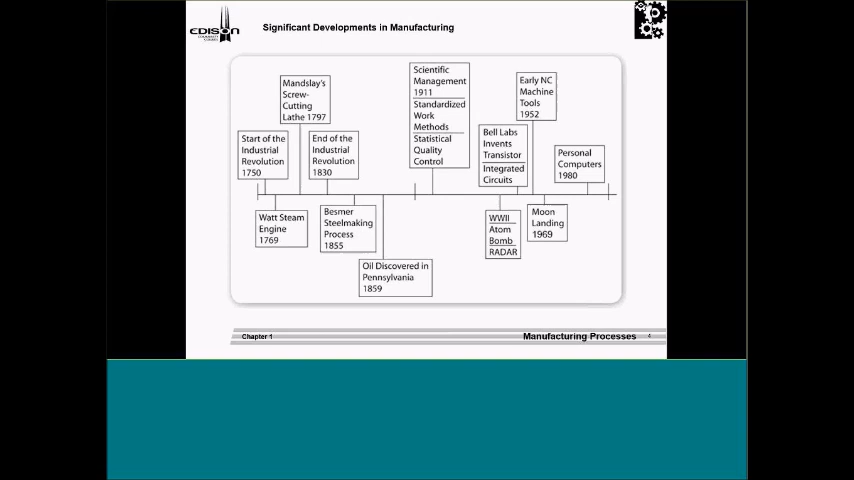 EDISON
COMMUNITY
COLLEGE
Significant Developments in Manufacturing
Mandslay's
Screw-
Cutting
Lathe 1797
Scientific
Management
1911
Standardized
Work
Methods
Statistical
Quality
Control
Early NC
Machine
Tools
1952
Start of the
Industrial
Revolution
1750
End of the
Industrial
Revolution
1830
Bell Labs
Invents
Transistor
Integrated
Circuits
Personal
Computers
1980
Watt Steam
Engine
1769
Besmer
Steelmaking
Process
1855
Oil Discovered in
Pennsylvania
1859
WWII
Atom
Bomb
RADAR
Moon
Landing
1969
Chapter 1
Manufacturing Processes 4